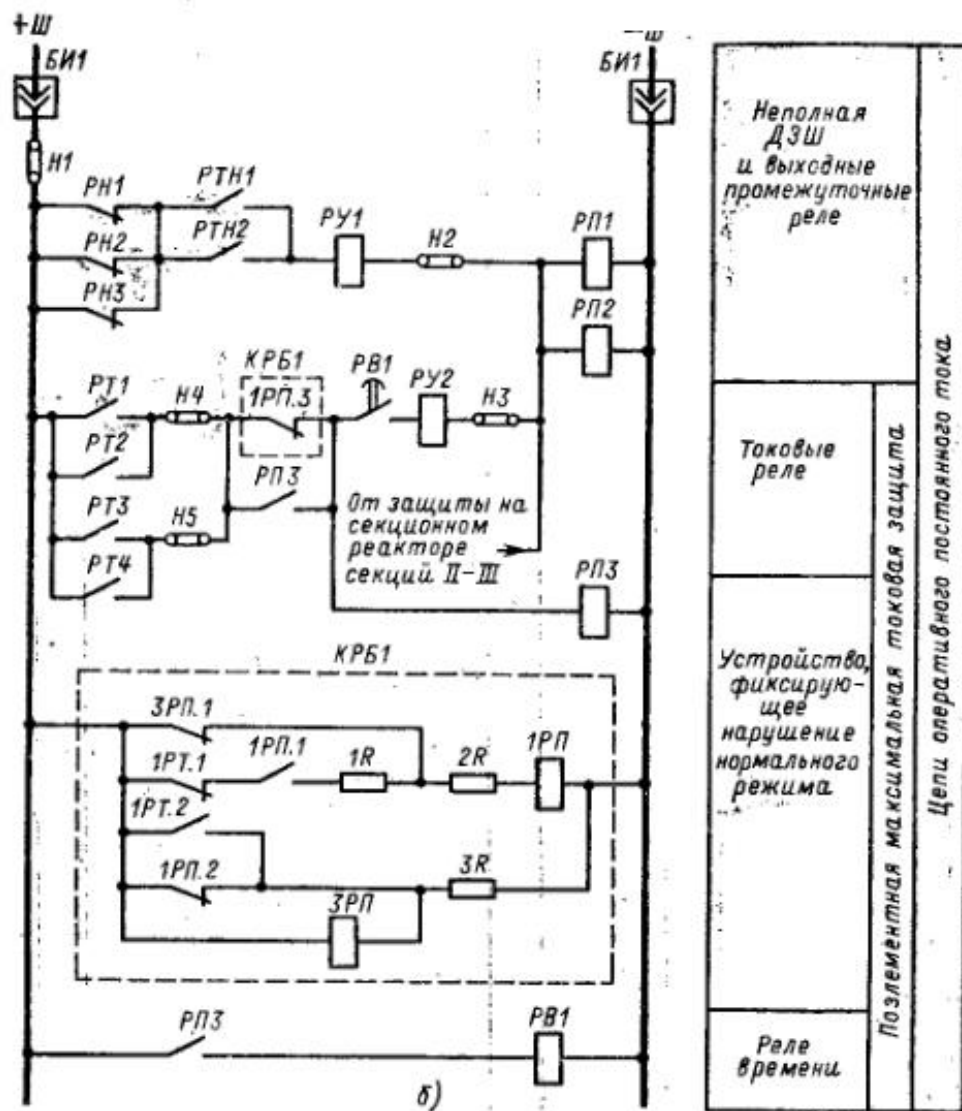 +Ш
Ш
БИ1
БИ1
Н1
РН1
РТН1
РУ1
Н2
РП1
РН2
РТН2
РН3
РП2
КРБ1
РТ1
Н4
1РП.3
РВ1
РУ2
Н3
РТ2
РП3
РТ3
Н5
РТ4
От защиты на
секционном
реакторе
секций II-III
РП3
КРБ1
3РП.1
1РТ.1
1РП.1
1R
2R
1РП
1РТ.2
1РП.2
3R
3РП
РП3
РВ1
б)
Неполная
ДЗШ
и выходные
промежуточные
реле
Токовые
реле
Устройство,
фиксирую-
щее
нарушение
нормального
режима
Реле
времени
Поэлементная максимальная токовая защита
Цепи оперативного постоянного тока